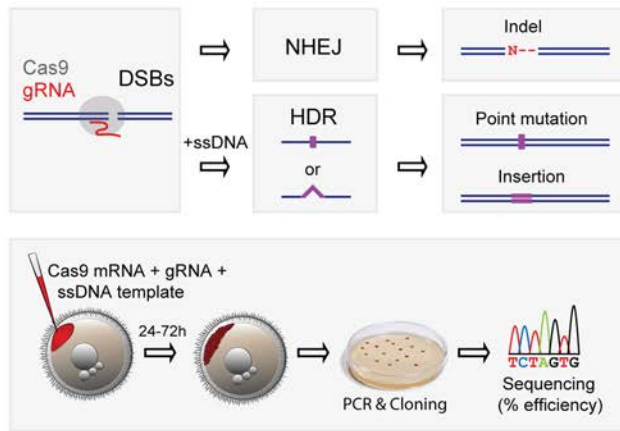 Cas9
gRNA
DSBs
+ssDNA
NHEJ
HDR
or
Indel
N--
Point mutation
Insertion
Cas9 mRNA + gRNA +
ssDNA template
24-72h
PCR & Cloning
TCTAGTG
Sequencing
(% efficiency)